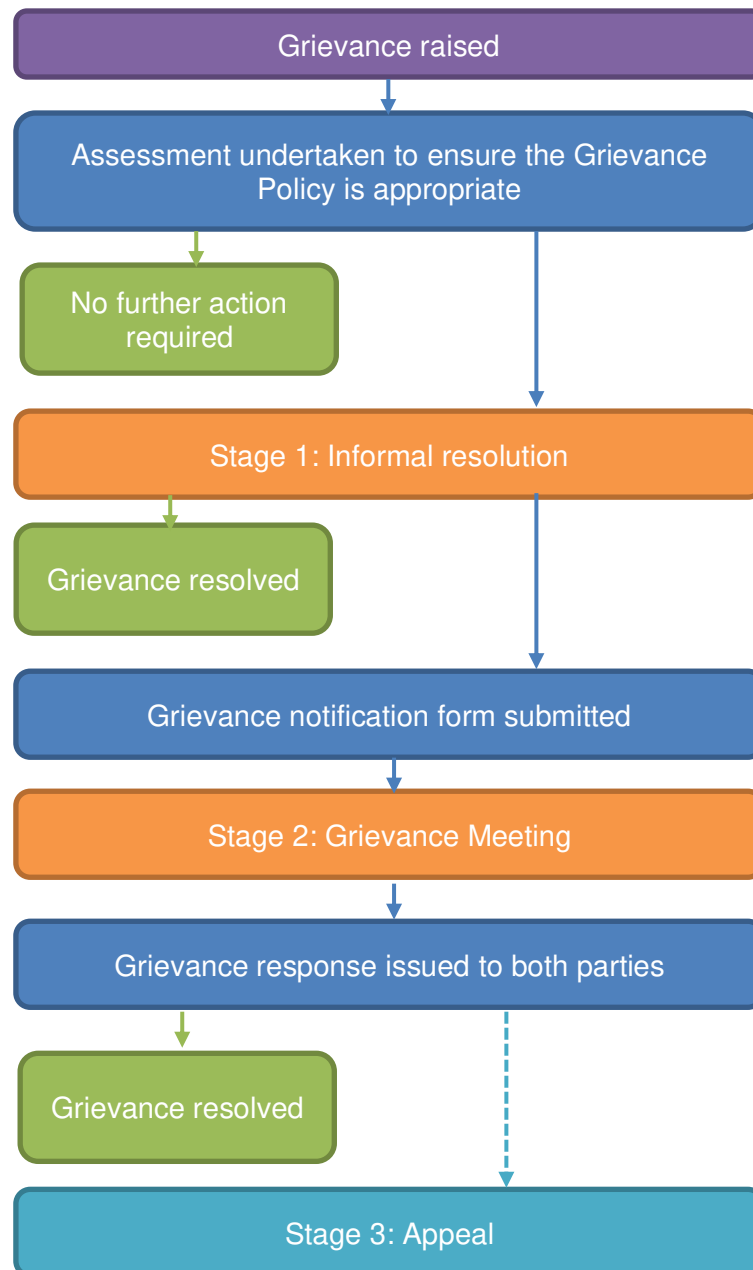 Grievance raised
Assessment undertaken to ensure the Grievance
Policy is appropriate
No further action
required
Stage 1: Informal resolution
Grievance resolved
Grievance notification form submitted
Stage 2: Grievance Meeting
Grievance response issued to both parties
Grievance resolved
Stage 3: Appeal